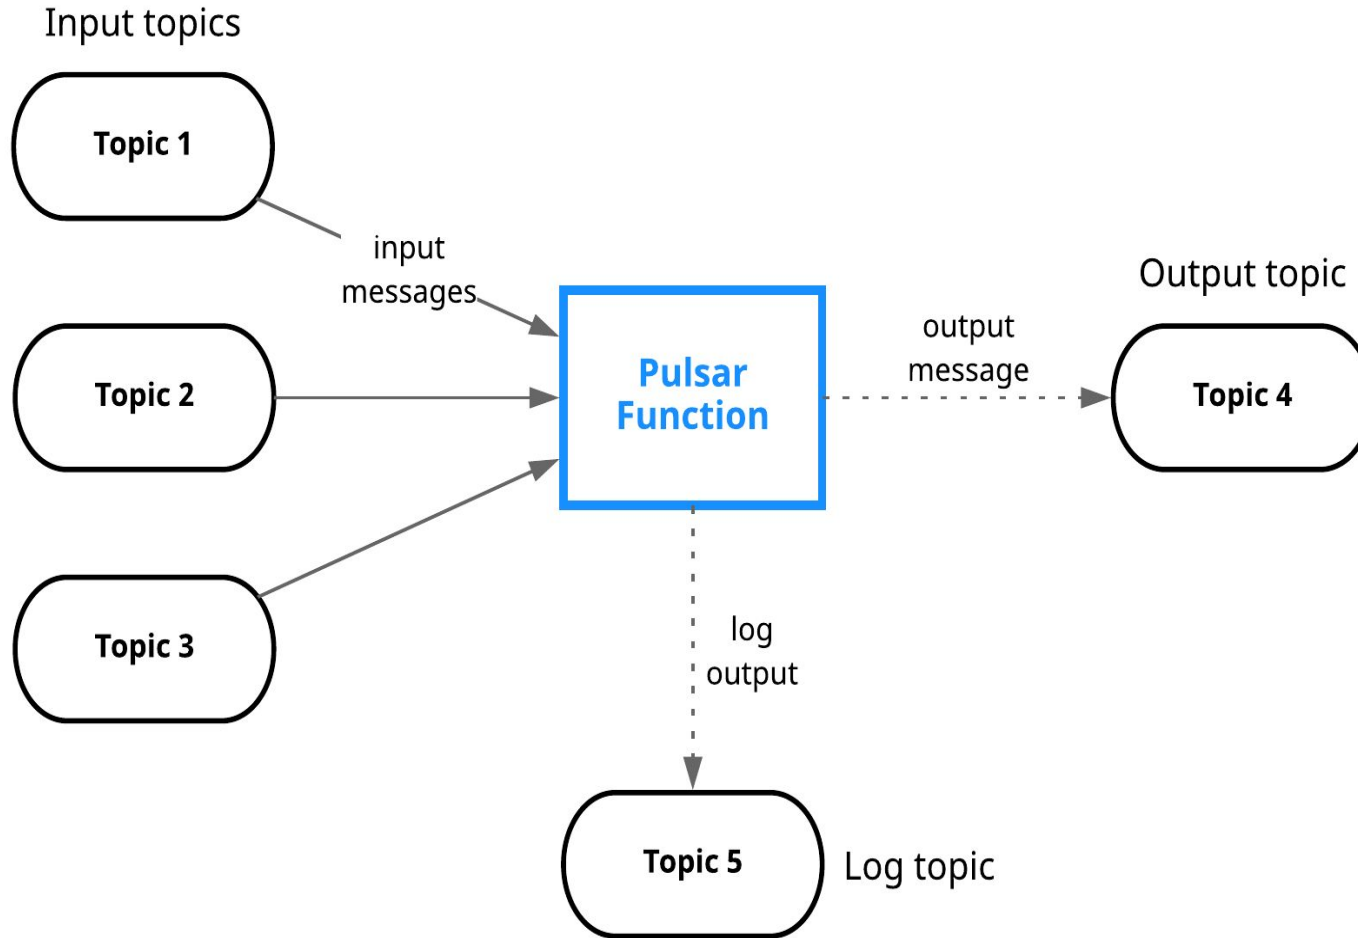 Input topics
Topic 1
input
messages
Topic 2
Topic 3
Pulsar
Function
output
message
Output topic
Topic 4
log
output
Topic 5
Log topic